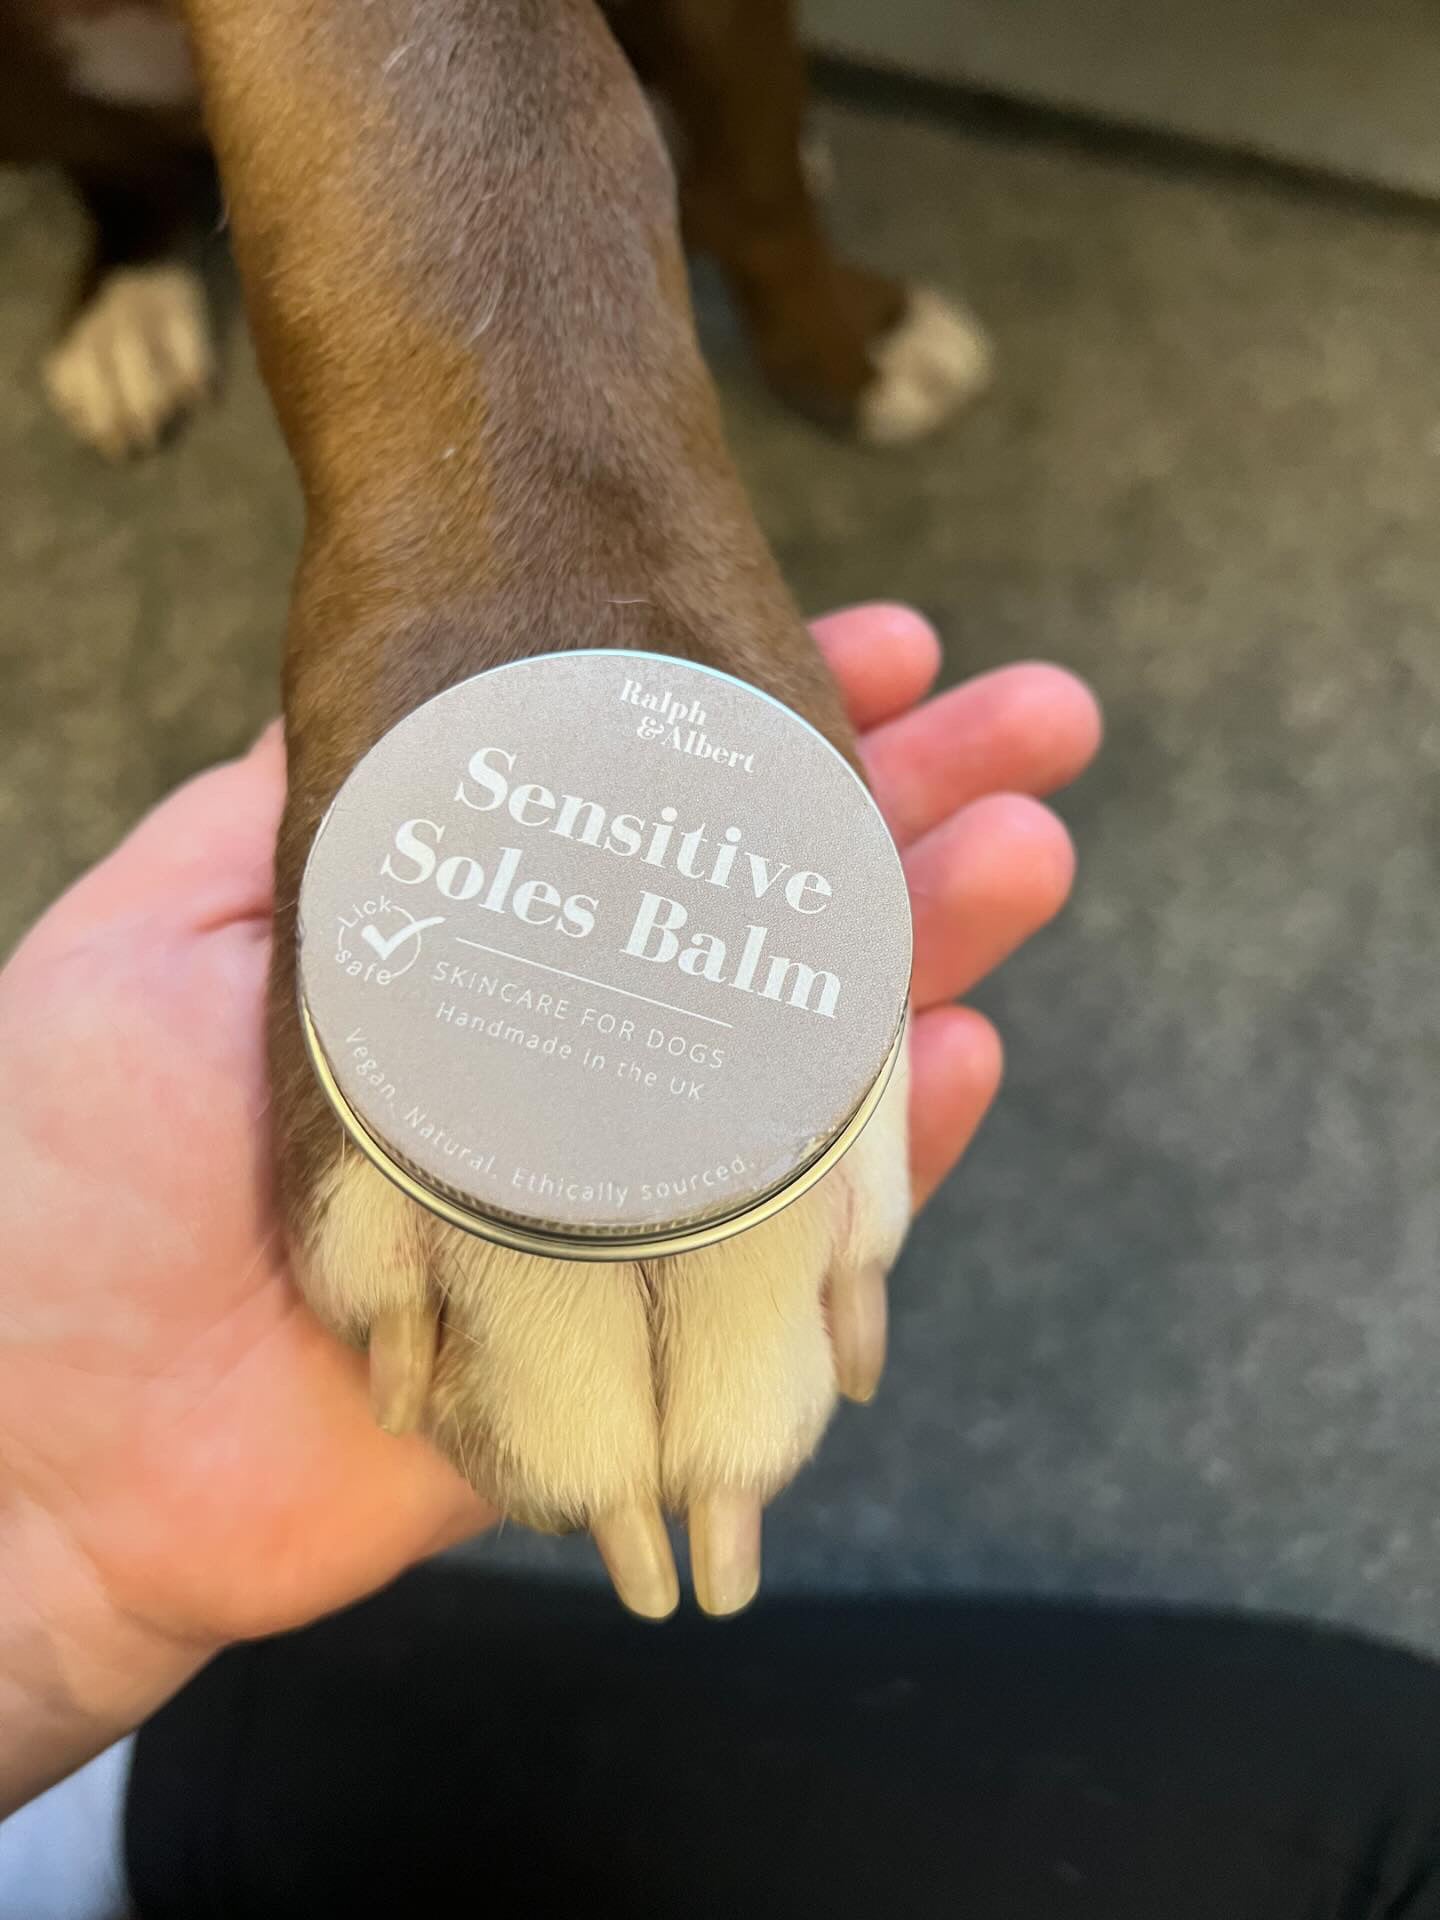 Ralph
&Albert
Sensitive
Soles Balm
Lick
safe
SKINCARE FOR DOGS
Handmade in the UK
Vegan. Natural. Ethically sourced.